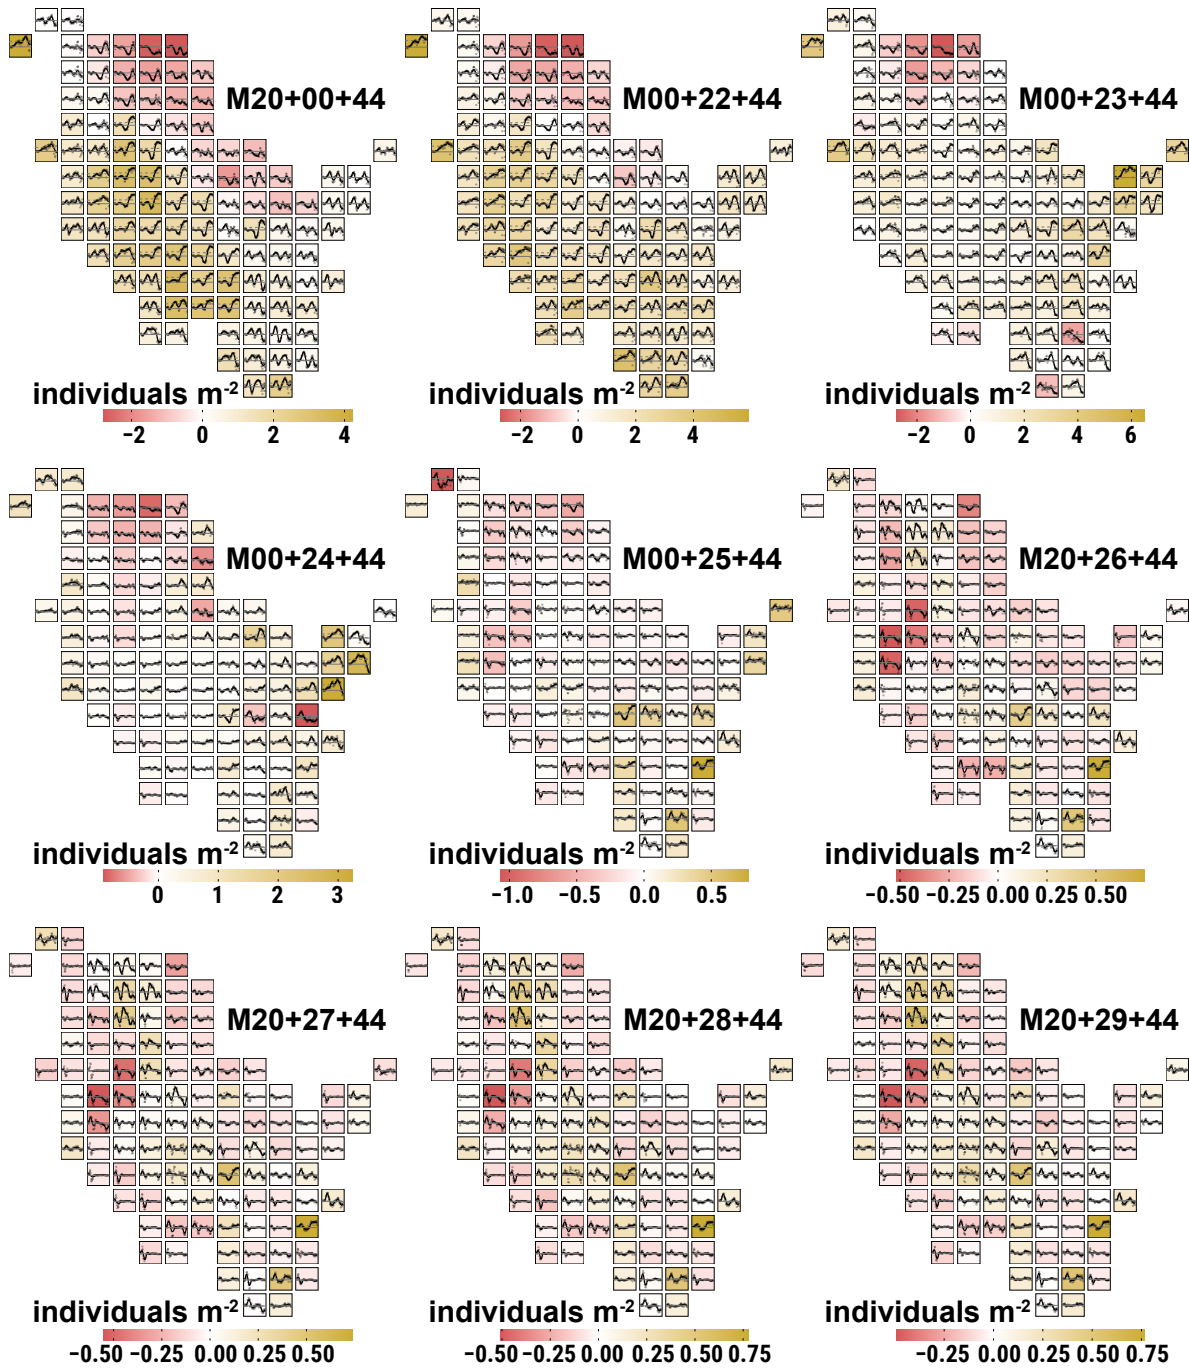 M20+00+44
M00+22+44
M00+23+44
individuals m-2
individuals m-2
individuals m-2
−2 0 2 4
−2 0 2 4
−2 0 2 4 6
M00+24+44
M00+25+44
M20+26+44
individuals m-2
individuals m-2
individuals m-2
0 1 2 3
−1.0 −0.5 0.0 0.5
−0.50 −0.25 0.00 0.25 0.50
M20+27+44
M20+28+44
M20+29+44
individuals m-2
individuals m-2
individuals m-2
−0.50 −0.25 0.00 0.25 0.50
−0.50 −0.25 0.00 0.25 0.50 0.75
−0.25 0.00 0.25 0.50 0.75